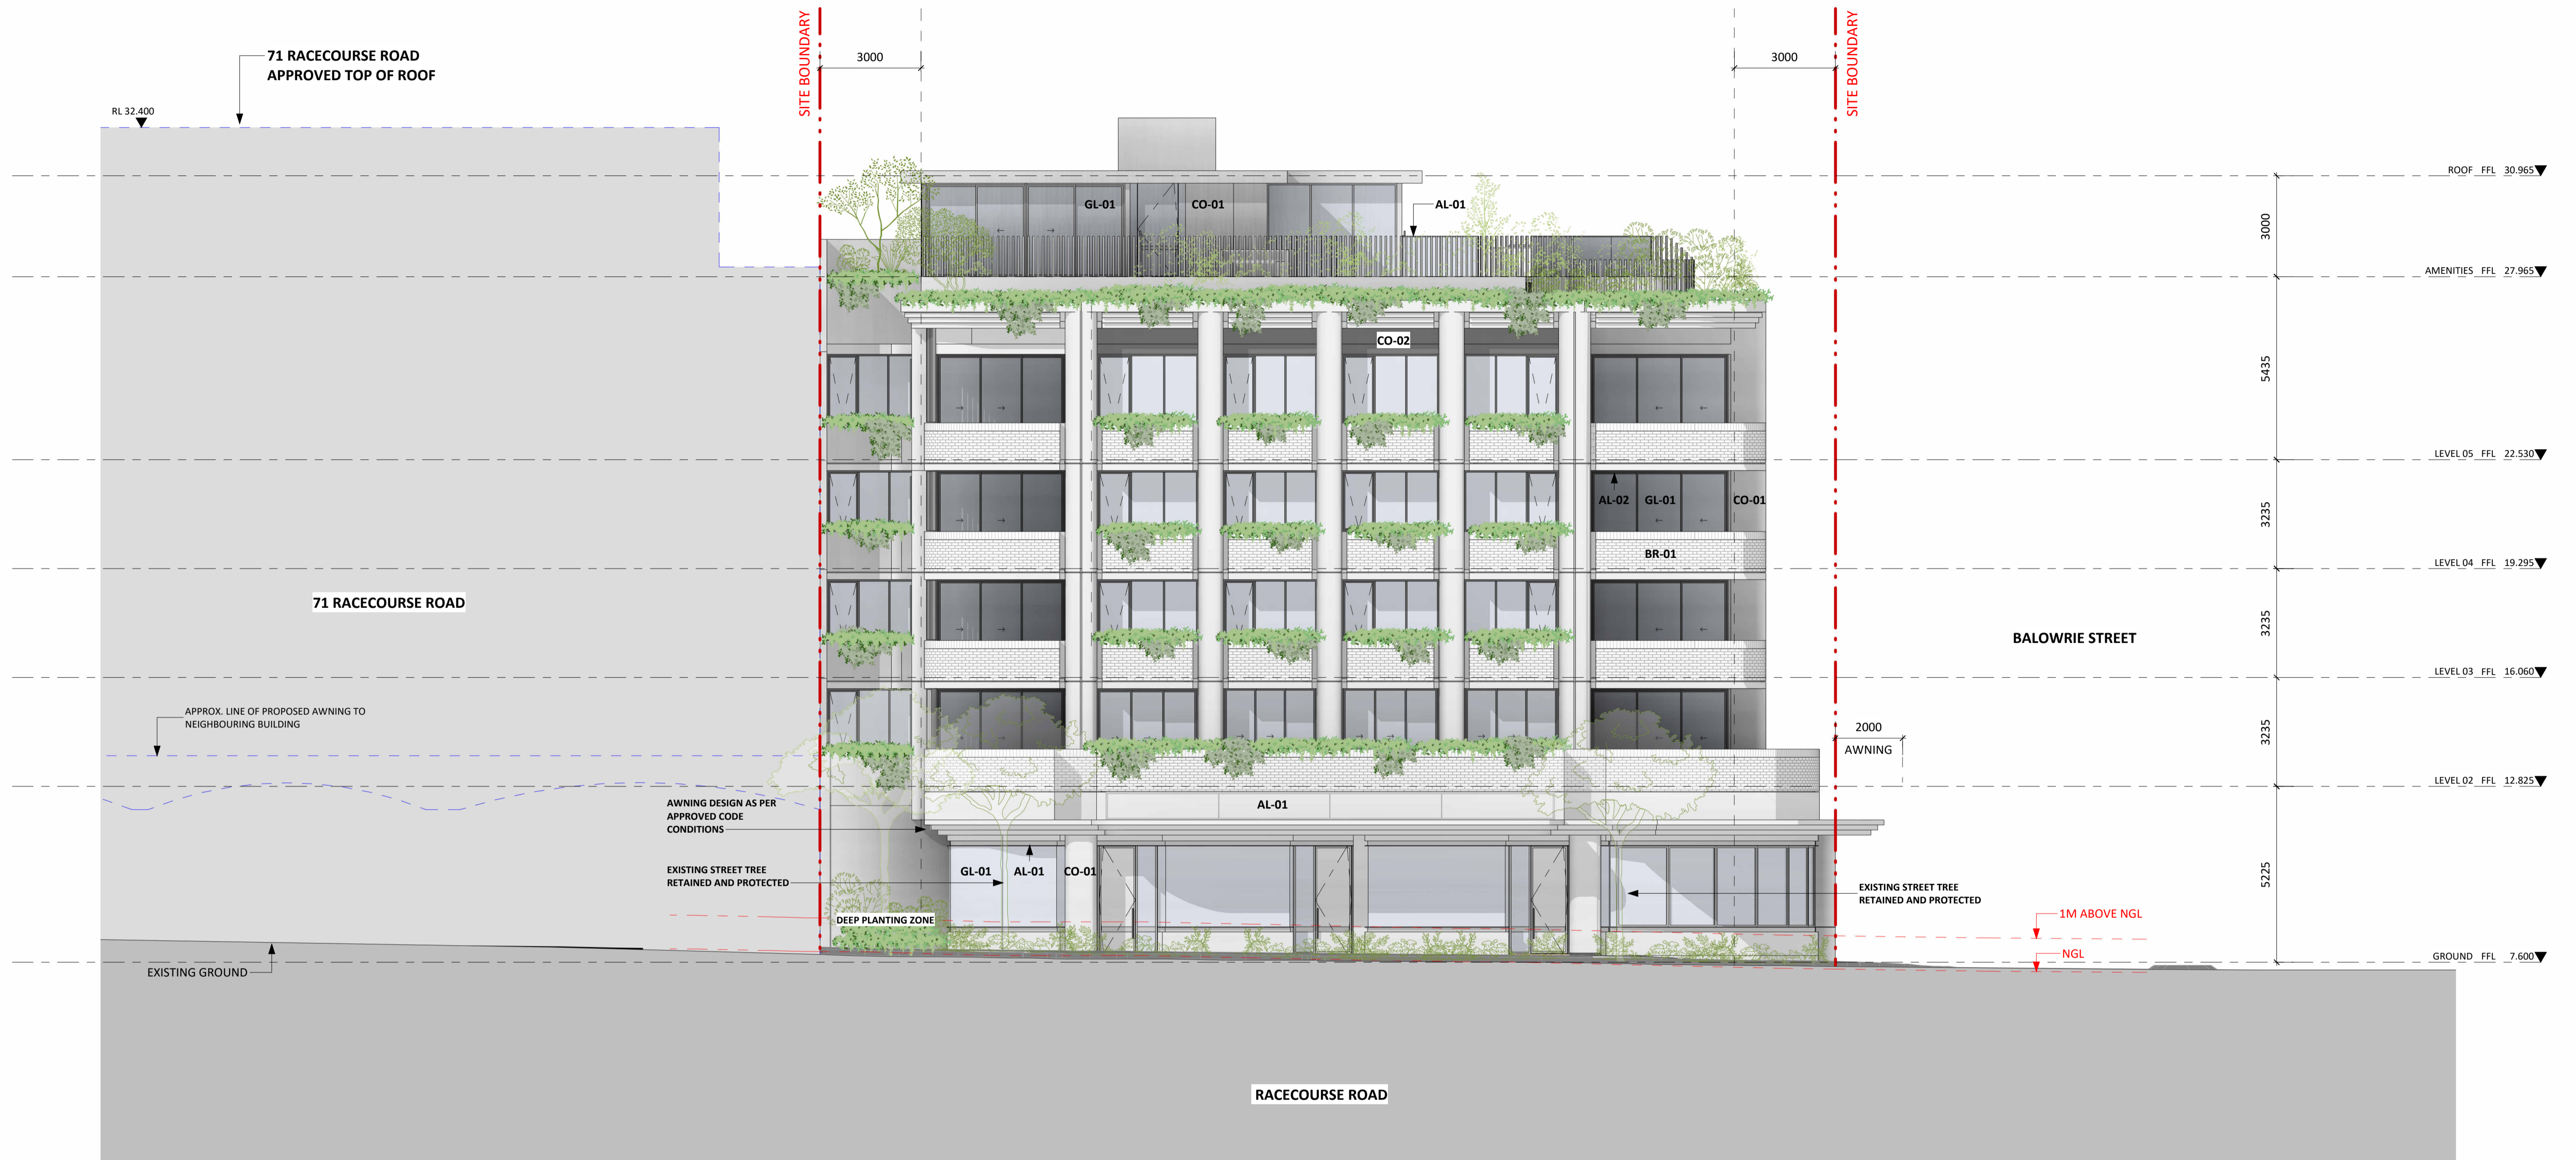 SITE BOUNDARY
SITE BOUNDARY
71 RACECOURSE ROAD
APPROVED TOP OF ROOF
3000
3000
RL 32.400
ROOF FFL 30.965
GL-01
CO-01
AL-01
3000
AMENITIES FFL 27.965
CO-02
5435
LEVEL 05 FFL 22.530
AL-02
GL-01
CO-01
3235
BR-01
LEVEL 04 FFL 19.295
71 RACECOURSE ROAD
3235
BALOWRIE STREET
LEVEL 03 FFL 16.060
APPROX. LINE OF PROPOSED AWNING TO
NEIGHBOURING BUILDING
2000
AWNING
3235
LEVEL 02 FFL 12.825
AWNING DESIGN AS PER
APPROVED CODE
CONDITIONS
AL-01
EXISTING STREET TREE
RETAINED AND PROTECTED
GL-01
AL-01
CO-01
5225
EXISTING STREET TREE
RETAINED AND PROTECTED
DEEP PLANTING ZONE
1M ABOVE NGL
NGL
GROUND FFL 7.600
EXISTING GROUND
RACECOURSE ROAD